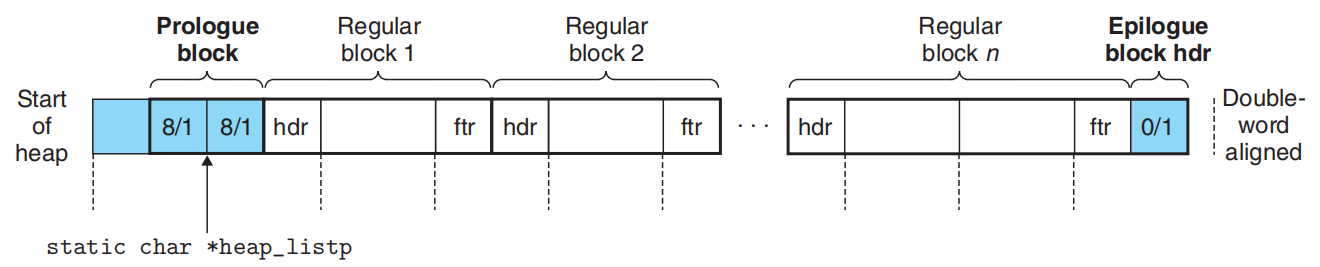 Prologue
block
Regular
block 1
Regular
block 2
Regular
block n
Epilogue
block hdr
Start
of
heap
8/1 8/1 hdr ftr hdr ftr · · · hdr ftr 0/1
Double-
word
aligned
static char *heap_listp